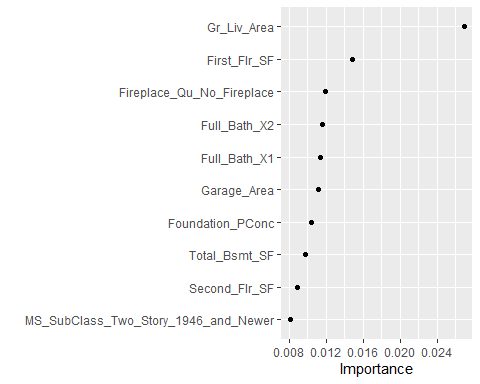 Gr_Liv_Area
First_Flr_SF
Fireplace_Qu_No_Fireplace
Full_Bath_X2
Full_Bath_X1
Garage_Area
Foundation_PConc
Total_Bsmt_SF
Second_Flr_SF
MS_SubClass_Two_Story_1946_and_Newer
0.008 0.012 0.016 0.020 0.024
Importance